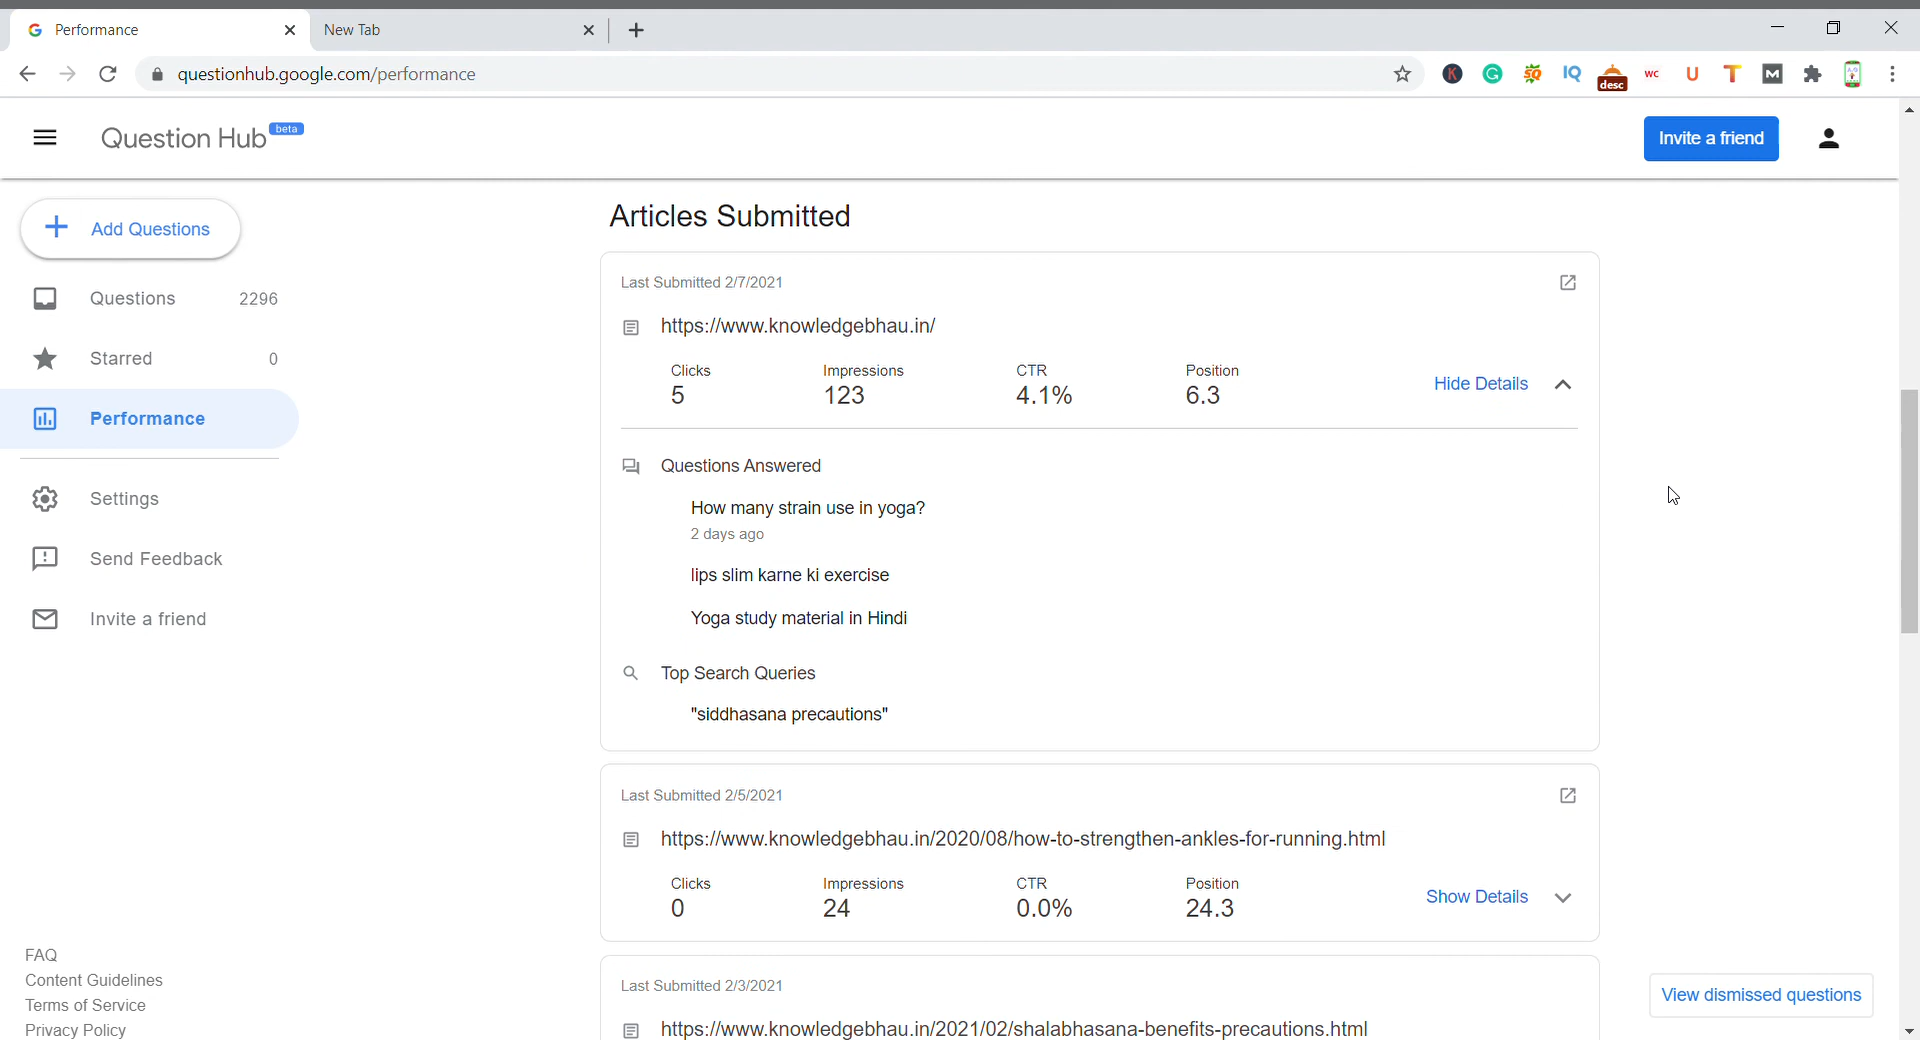 Performance
New Tab
questionhub.google.com/performance
desc
WC
Question Hub beta
Invite a friend
Add Questions
Questions 2296
Starred 0
Performance
Settings
Send Feedback
Invite a friend
FAQ
Content Guidelines
Terms of Service
Privacy Policy
Articles Submitted
Last Submitted 2/7/2021
https://www.knowledgebhau.in/
Clicks Impressions CTR Position
5 123 4.1% 6.3
Hide Details
Questions Answered
How many strain use in yoga?
2 days ago
lips slim karne ki exercise
Yoga study material in Hindi
Top Search Queries
"siddhasana precautions"
Last Submitted 2/5/2021
https://www.knowledgebhau.in/2020/08/how-to-strengthen-ankles-for-running.html
Clicks Impressions CTR Position
0 24 0.0% 24.3
Show Details
Last Submitted 2/3/2021
https://www.knowledgebhau.in/2021/02/shalabhasana-benefits-precautions.html
View dismissed questions